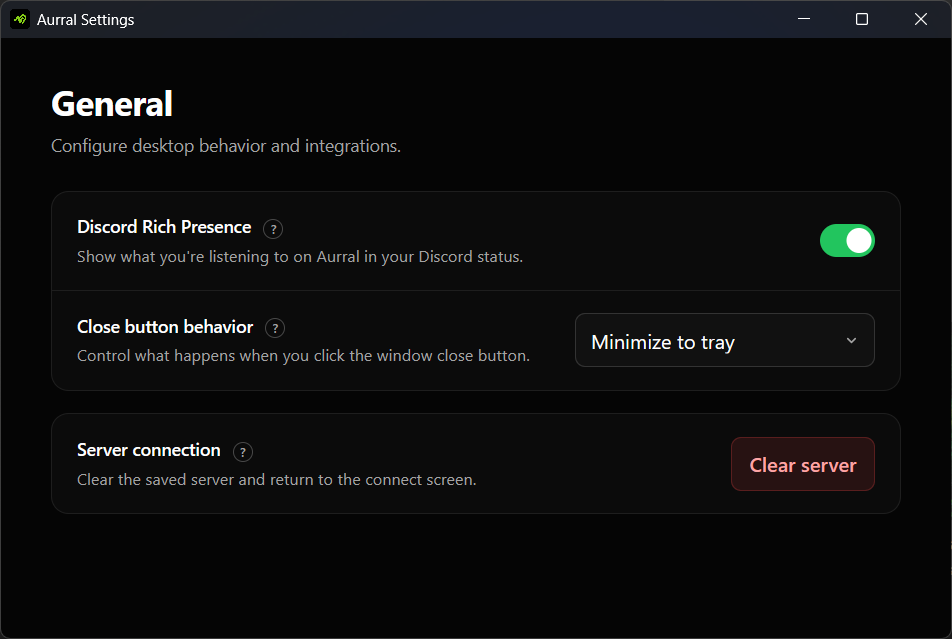 Aurral Settings
General
Configure desktop behavior and integrations.
Discord Rich Presence ?
Show what you're listening to on Aurral in your Discord status.
Close button behavior ?
Control what happens when you click the window close button.
Minimize to tray
Server connection ?
Clear the saved server and return to the connect screen.
Clear server